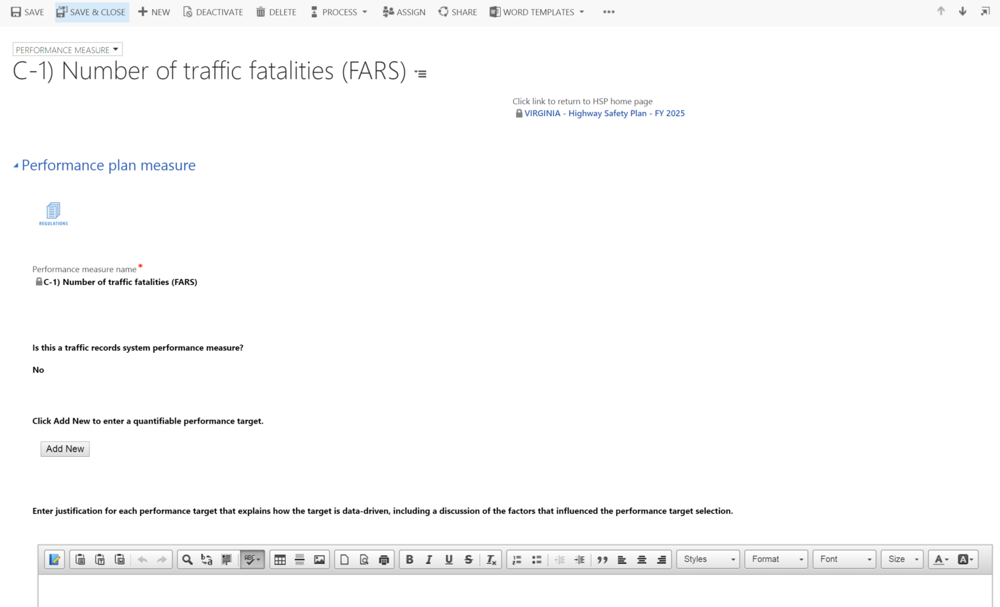 SAVE SAVE & CLOSE NEW DEACTIVATE DELETE PROCESS ASSIGN SHARE WORD TEMPLATES
PERFORMANCE MEASURE
C-1) Number of traffic fatalities (FARS)
Click link to return to HSP home page
VIRGINIA - Highway Safety Plan - FY 2025
Performance plan measure
REGULATIONS
Performance measure name *
C-1) Number of traffic fatalities (FARS)
Is this a traffic records system performance measure?
No
Click Add New to enter a quantifiable performance target.
Add New
Enter justification for each performance target that explains how the target is data-driven, including a discussion of the factors that influenced the performance target selection.
ABC B I U S Ix Styles Format Font Size A A